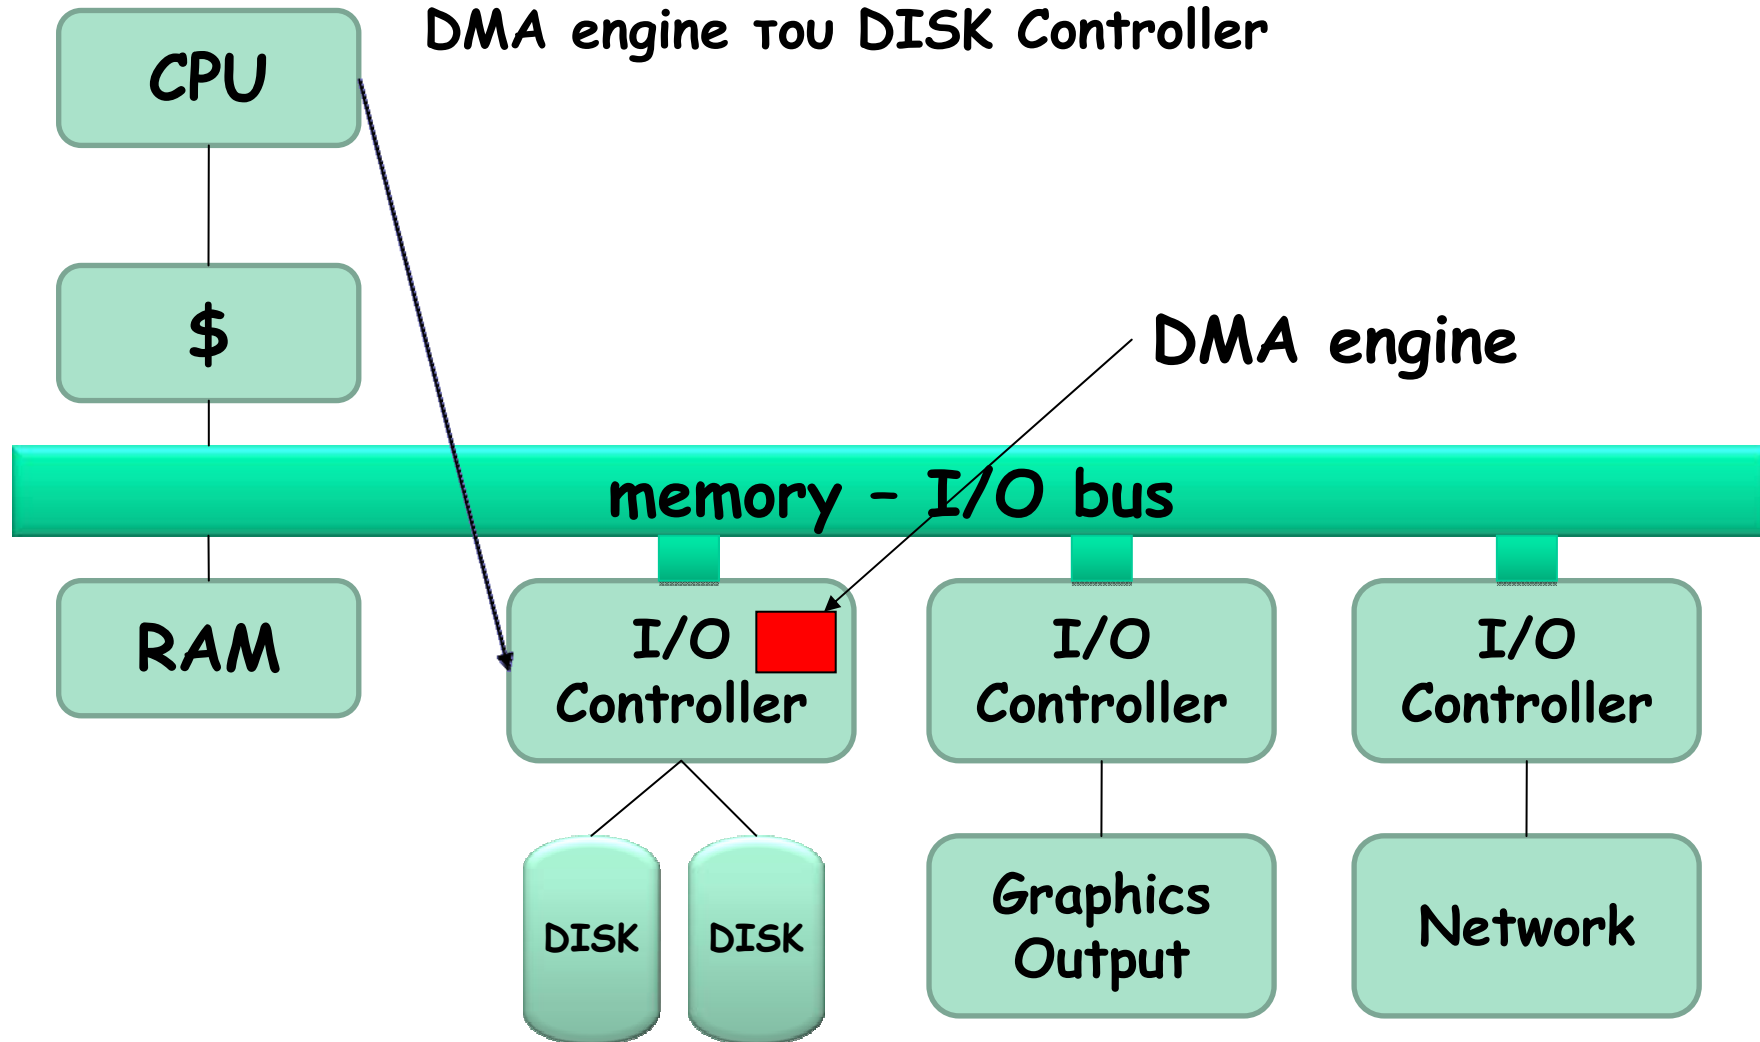 DMA engine του DISK Controller
CPU
$
DMA engine
memory – I/O bus
RAM
I/O
Controller
I/O
Controller
I/O
Controller
DISK
DISK
Graphics
Output
Network